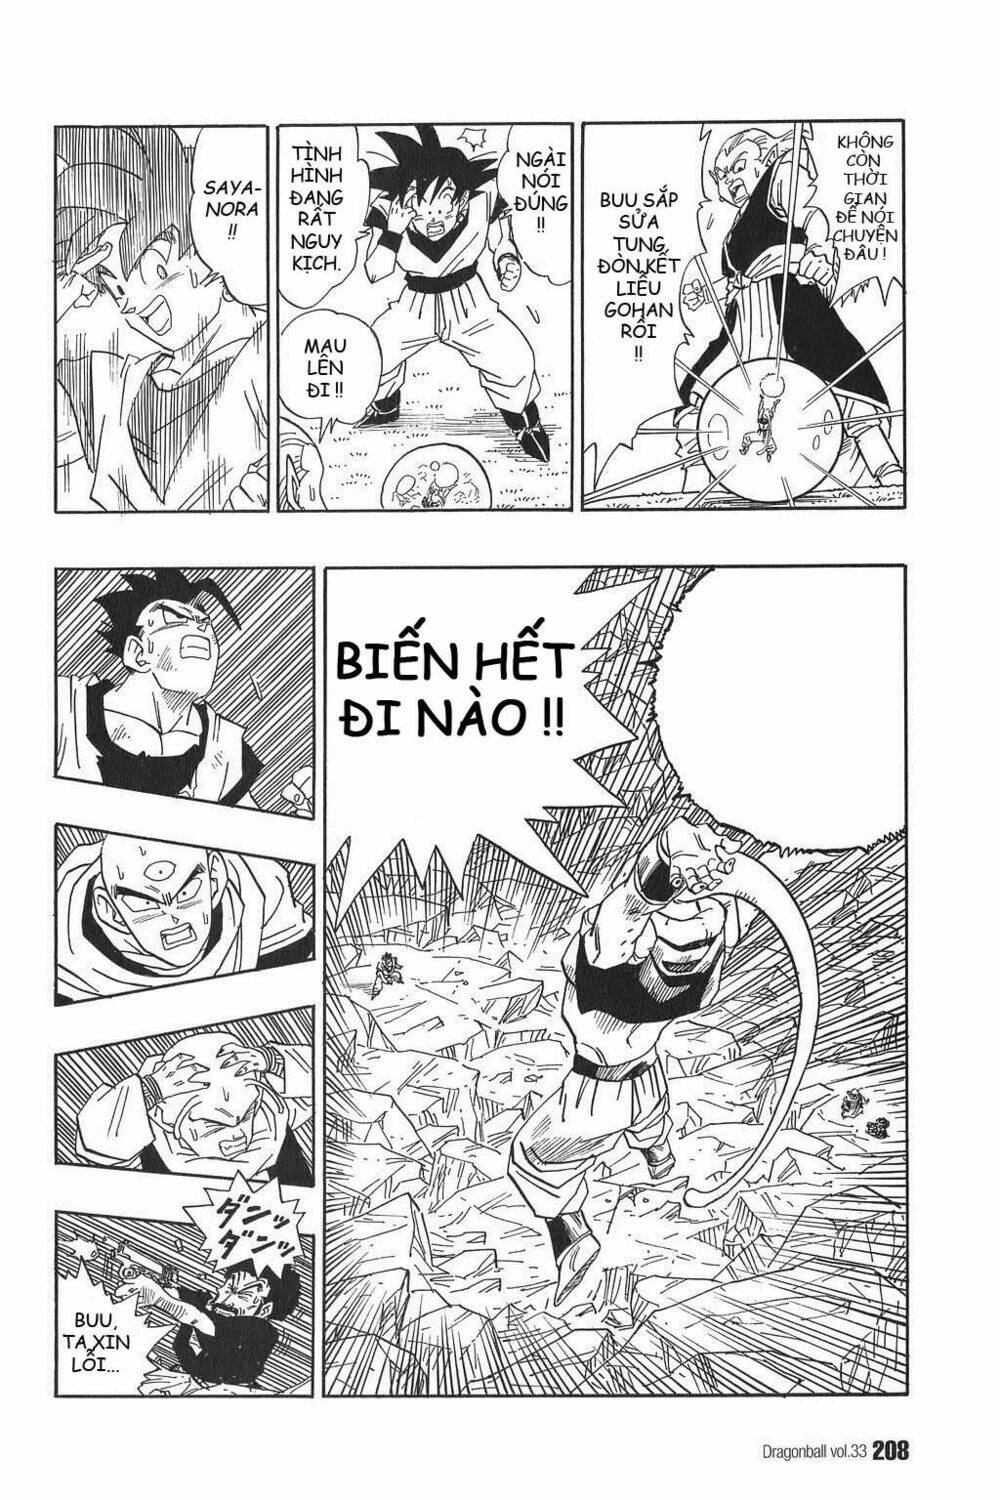 KHÔNG
CÒN
THỜI
GIAN
ĐỂ NÓI
CHUYỆN
ĐÂU!
BUU SẮP
SỬA
TUNG
ĐÒN KẾT
LIỄU
GOHAN
RỒI
!!
NGÀI
NÓI
ĐÚNG
!!
TÌNH
HÌNH
ĐANG
RẤT
NGUY
KỊCH.
MAU
LÊN
ĐI !!
SAYA-
NORA
!!
BIẾN HẾT
ĐI NÀO !!
ダンッ
ダンッ
BUU,
TA XIN
LỖI...
Dragonball vol.33 208